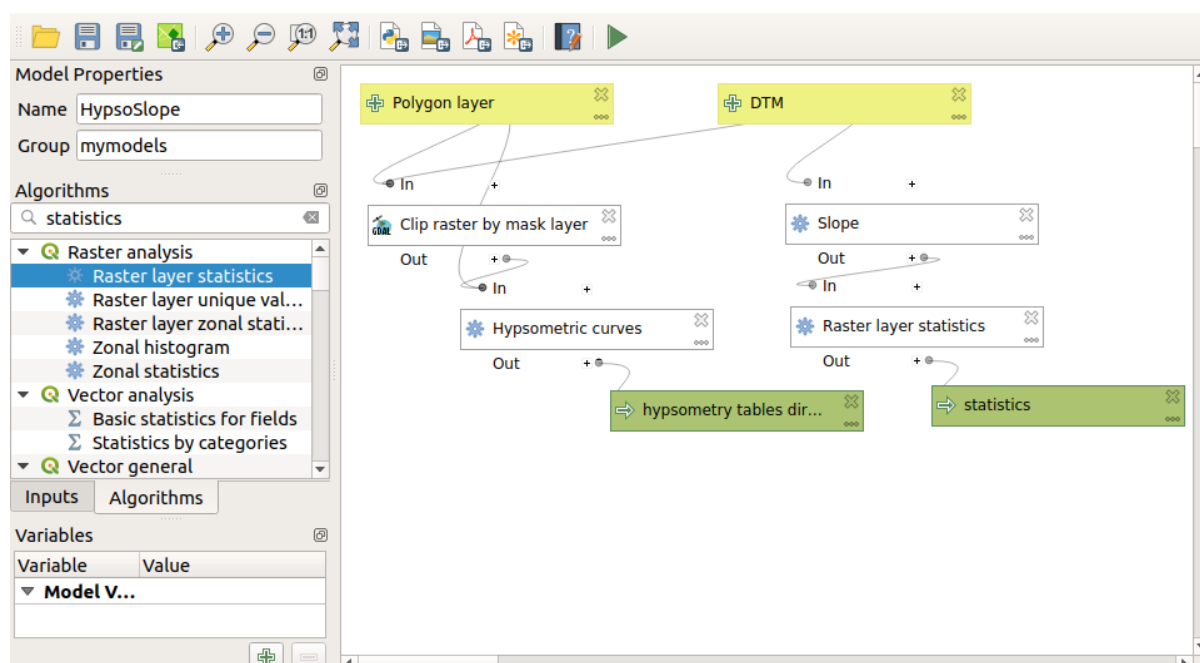 1:1
Model Properties
Name HypsoSlope
Group mymodels
Algorithms
statistics
Raster analysis
Raster layer statistics
Raster layer unique val...
Raster layer zonal stati...
Zonal histogram
Zonal statistics
Vector analysis
Σ Basic statistics for fields
Σ Statistics by categories
Vector general
Inputs Algorithms
Variables
Variable Value
Model V...
Polygon layer
DTM
In +
In +
GDAL Clip raster by mask layer
Slope
Out +
Out +
In +
In +
Hypsometric curves
Raster layer statistics
Out +
Out +
hypsometry tables dir...
statistics